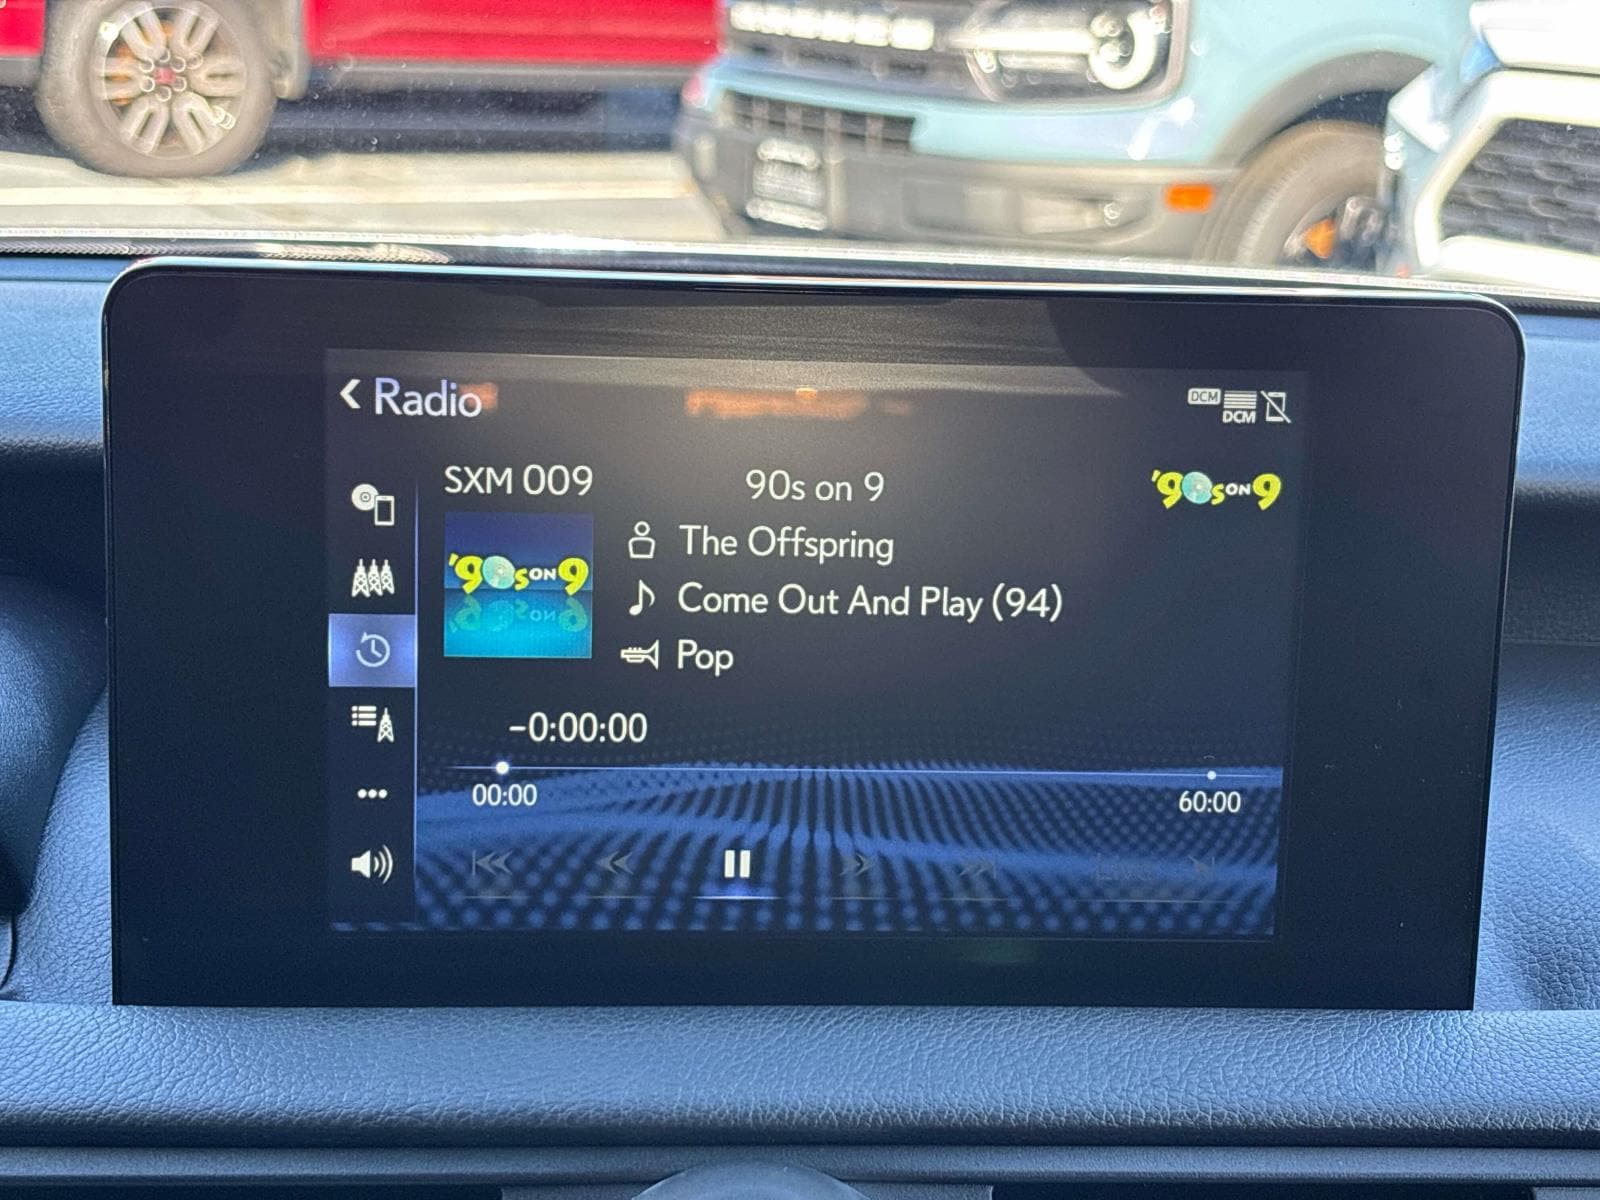 Radio
DCM
DCM
SXM 009
90s on 9
'90s ON 9
'90s ON 9
The Offspring
Come Out And Play (94)
Pop
-0:00:00
00:00
60:00
Live